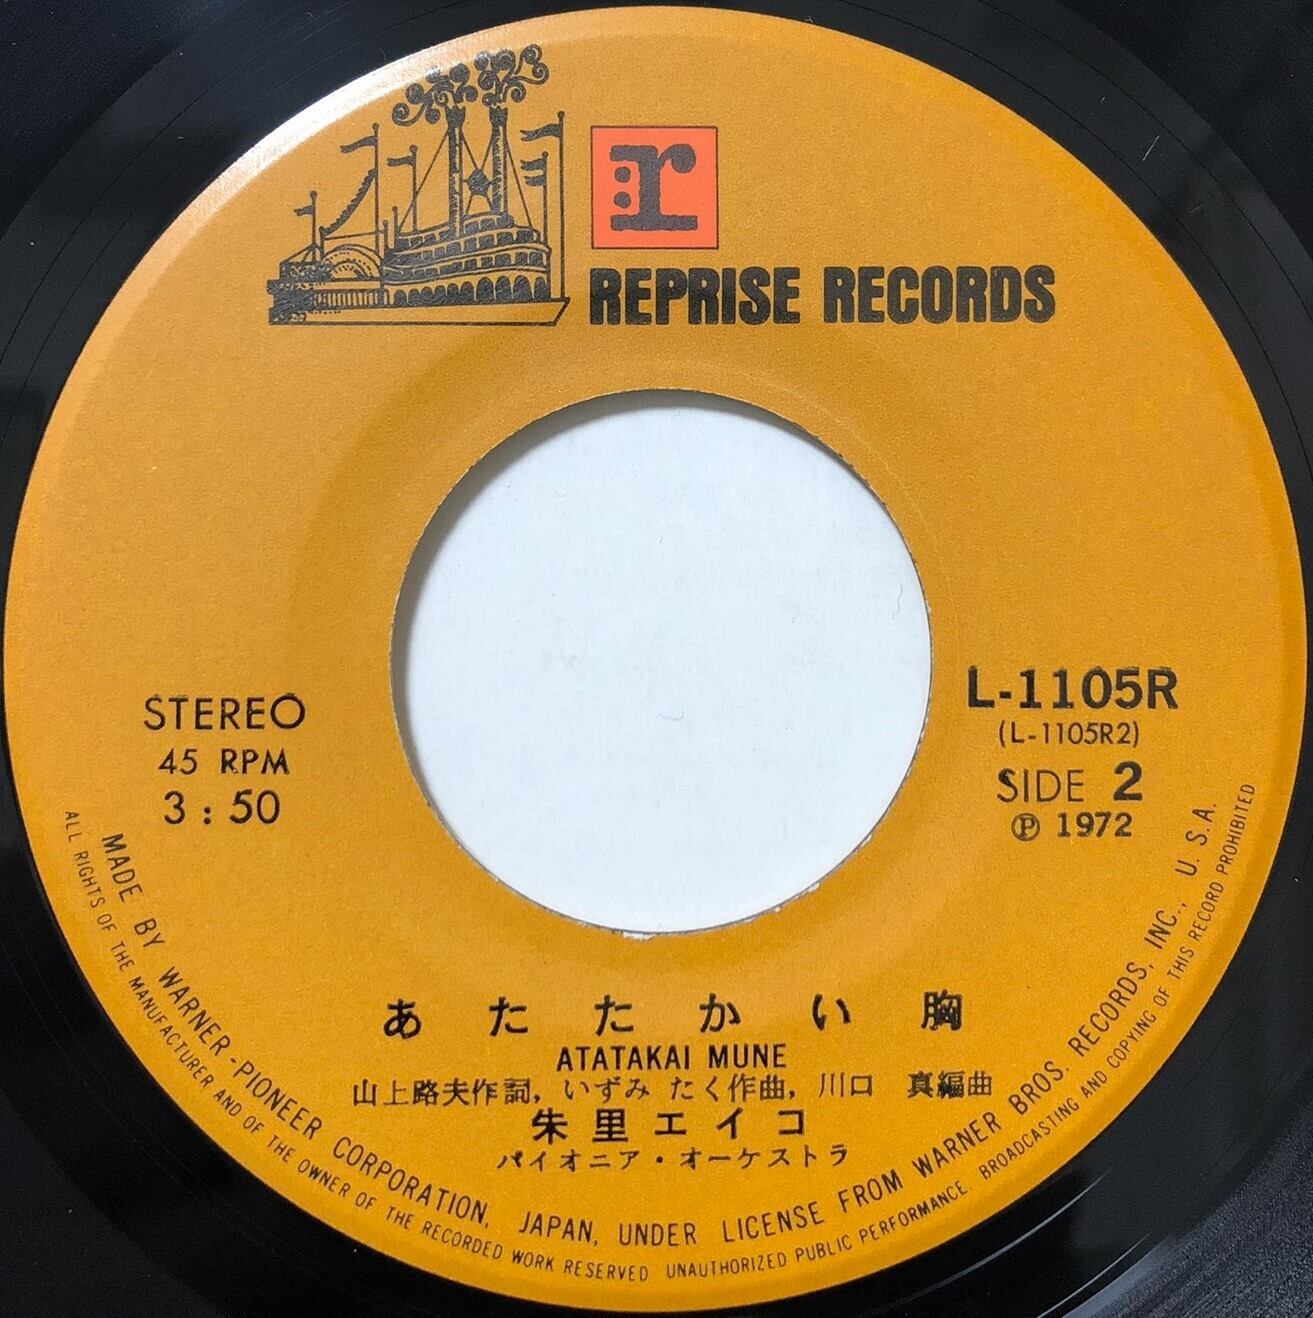 r
REPRISE RECORDS
STEREO
45 RPM
3 : 50
L-1105R
(L-1105R2)
SIDE 2
Ⓟ 1972
あたたかい胸
ATATAKAI MUNE
山上路夫作詞, いずみ たく作曲, 川口 真編曲
朱里エイコ
パイオニア・オーケストラ
MADE BY WARNER-PIONEER CORPORATION, JAPAN, UNDER LICENSE FROM WARNER BROS. RECORDS, INC., U. S. A.
ALL RIGHTS OF THE MANUFACTURER AND OF THE OWNER OF THE RECORDED WORK RESERVED UNAUTHORIZED PUBLIC PERFORMANCE BROADCASTING AND COPYING OF THIS RECORD PROHIBITED